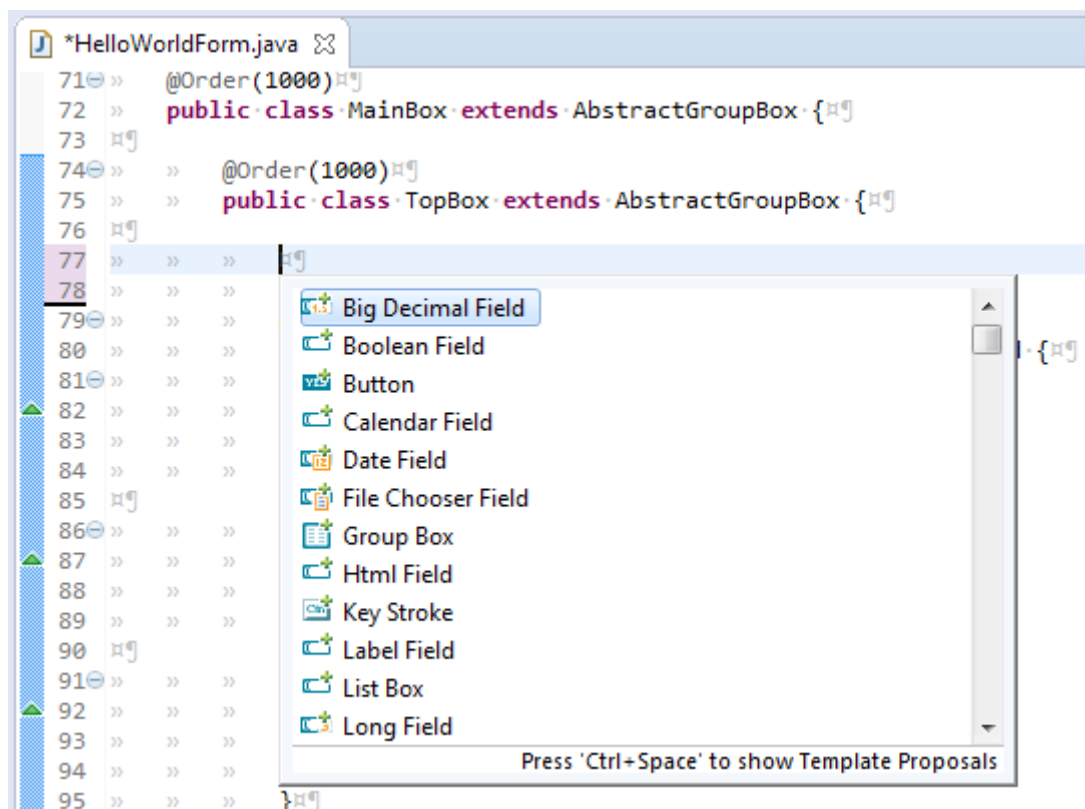 *HelloWorldForm.java
71 » @Order(1000)¤¶
72 » public·class·MainBox·extends·AbstractGroupBox·{¤¶
73 ¤¶
74 » » @Order(1000)¤¶
75 » » public·class·TopBox·extends·AbstractGroupBox·{¤¶
76 ¤¶
77 » » » ¤¶
78 » » »
Big Decimal Field
79 » » »
Boolean Field
80 » » » ·{¤¶
81 » » »
Button
82 » » »
Calendar Field
83 » » »
Date Field
84 » » »
File Chooser Field
85 ¤¶
Group Box
86 » » »
87 » » »
Html Field
88 » » »
Key Stroke
89 » » »
Label Field
90 ¤¶
List Box
91 » » »
92 » » »
Long Field
93 » » »
94 » » »
Press 'Ctrl+Space' to show Template Proposals
95 » » » }¤¶